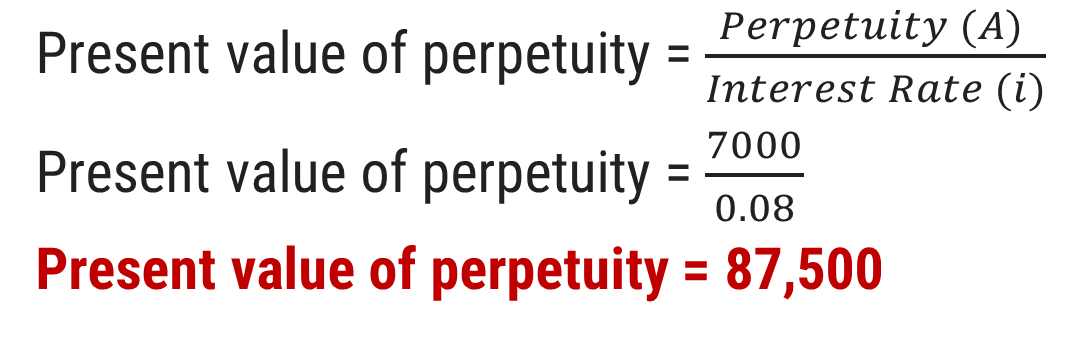 Present value of perpetuity = Perpetuity (A) / Interest Rate (i)
Present value of perpetuity = 7000 / 0.08
Present value of perpetuity = 87,500